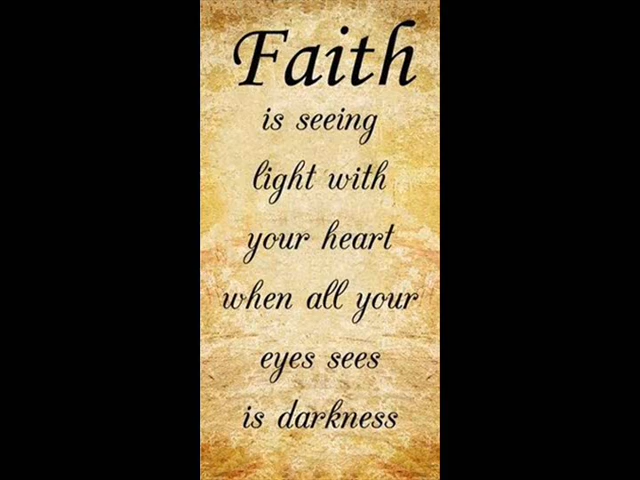 Faith
is seeing
light with
your heart
when all your
eyes sees
is darkness